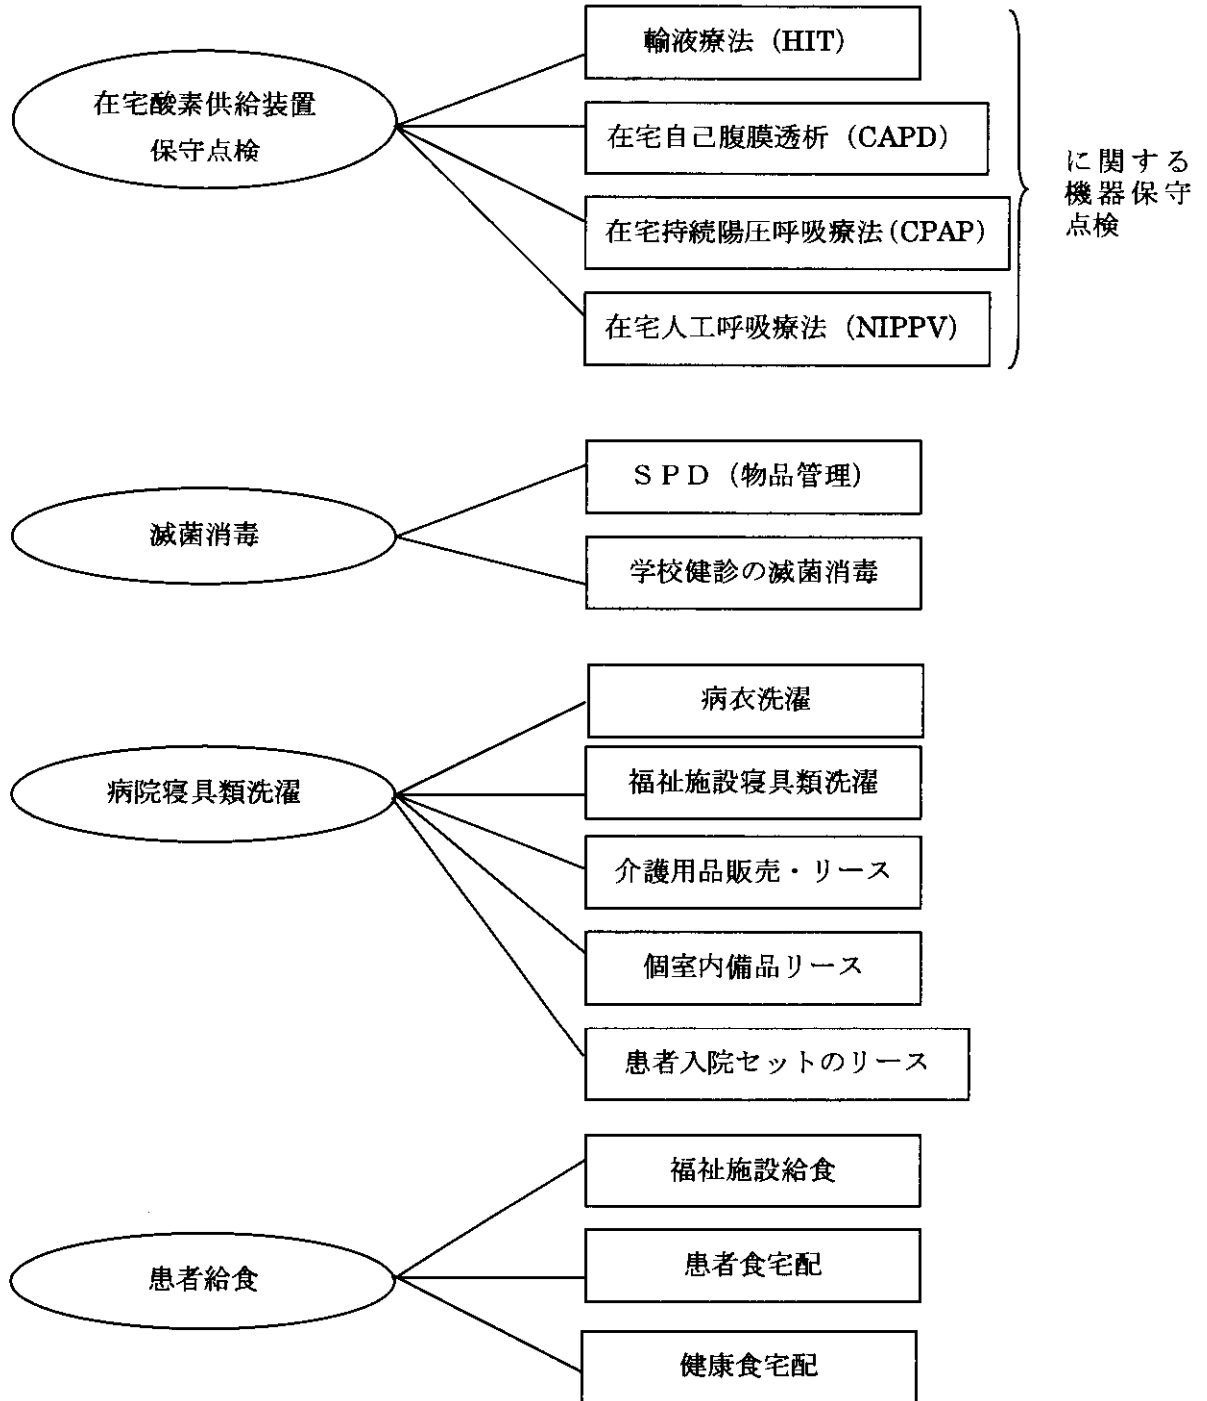 在宅酸素供給装置
保守点検
輸液療法（HIT）
在宅自己腹膜透析（CAPD）
在宅持続陽圧呼吸療法（CPAP）
在宅人工呼吸療法（NIPPV）
に関する
機器保守
点検
滅菌消毒
ＳＰＤ（物品管理）
学校健診の滅菌消毒
病院寝具類洗濯
病衣洗濯
福祉施設寝具類洗濯
介護用品販売・リース
個室内備品リース
患者入院セットのリース
患者給食
福祉施設給食
患者食宅配
健康食宅配